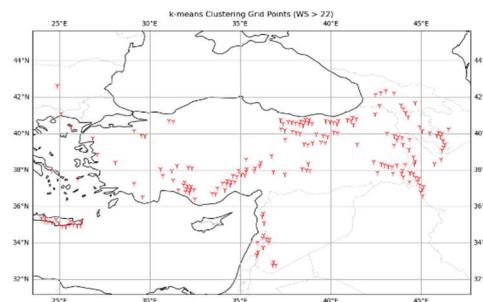 k-means Clustering Grid Points (WS > 22)
25°E 30°E 35°E 40°E 45°E
44°N 44°N
42°N 42°N
40°N 40°N
38°N 38°N
36°N 36°N
34°N 34°N
32°N 32°N
25°E 30°E 35°E 40°E 45°E